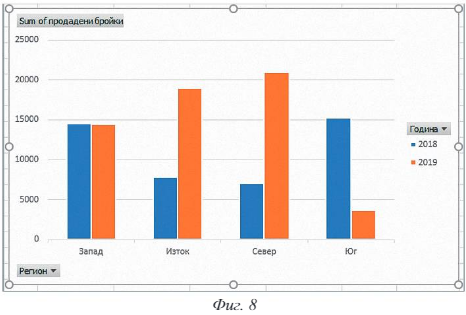 Sum of продадени бройки
25000
20000
15000
10000
5000
0
Запад Изток Север Юг
Година
2018
2019
Регион
Фиг. 8